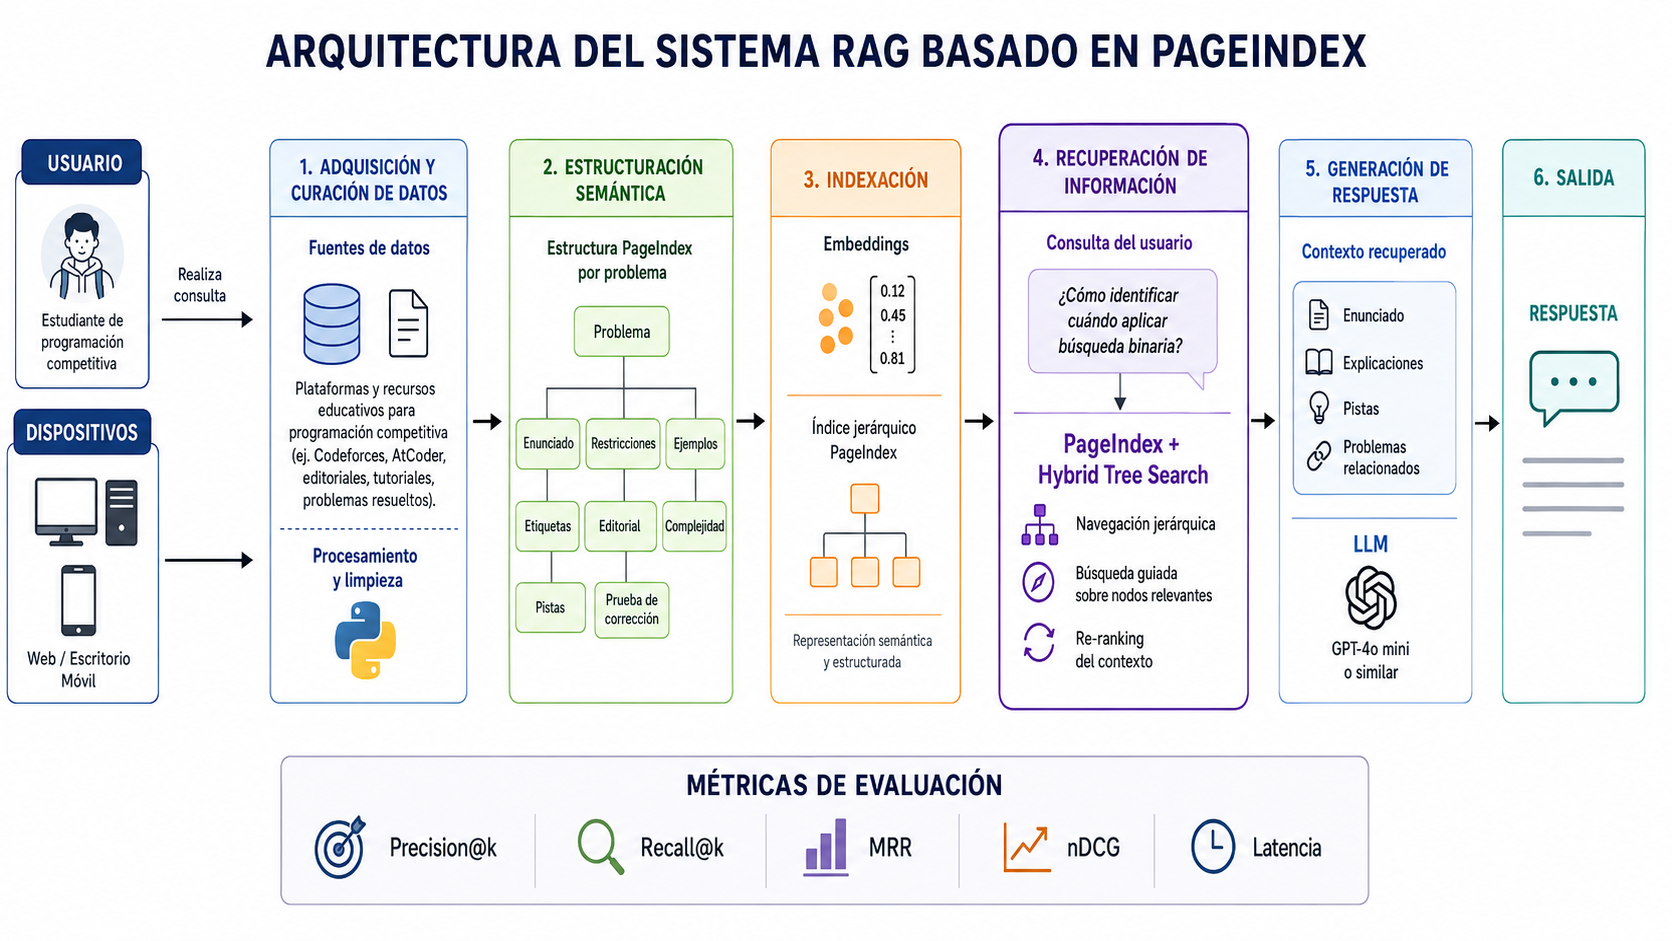 ARQUITECTURA DEL SISTEMA RAG BASADO EN PAGEINDEX
USUARIO
Estudiante de
programación
competitiva
DISPOSITIVOS
Web / Escritorio
Móvil
Realiza
consulta
1. ADQUISICIÓN Y
CURACIÓN DE DATOS
Fuentes de datos
Plataformas y recursos
educativos para
programación competitiva
(ej. Codeforces, AtCoder,
editoriales, tutoriales,
problemas resueltos).
Procesamiento
y limpieza
2. ESTRUCTURACIÓN
SEMÁNTICA
Estructura PageIndex
por problema
Problema
Enunciado
Restricciones
Ejemplos
Etiquetas
Editorial
Complejidad
Pistas
Prueba de
corrección
3. INDEXACIÓN
Embeddings
0.12
0.45
⋮
0.81
Índice jerárquico
PageIndex
Representación semántica
y estructurada
4. RECUPERACIÓN DE
INFORMACIÓN
Consulta del usuario
¿Cómo identificar
cuándo aplicar
búsqueda binaria?
PageIndex +
Hybrid Tree Search
Navegación jerárquica
Búsqueda guiada
sobre nodos relevantes
Re-ranking
del contexto
5. GENERACIÓN DE
RESPUESTA
Contexto recuperado
Enunciado
Explicaciones
Pistas
Problemas
relacionados
LLM
GPT-4o mini
o similar
6. SALIDA
RESPUESTA
MÉTRICAS DE EVALUACIÓN
Precision@k
Recall@k
MRR
nDCG
Latencia